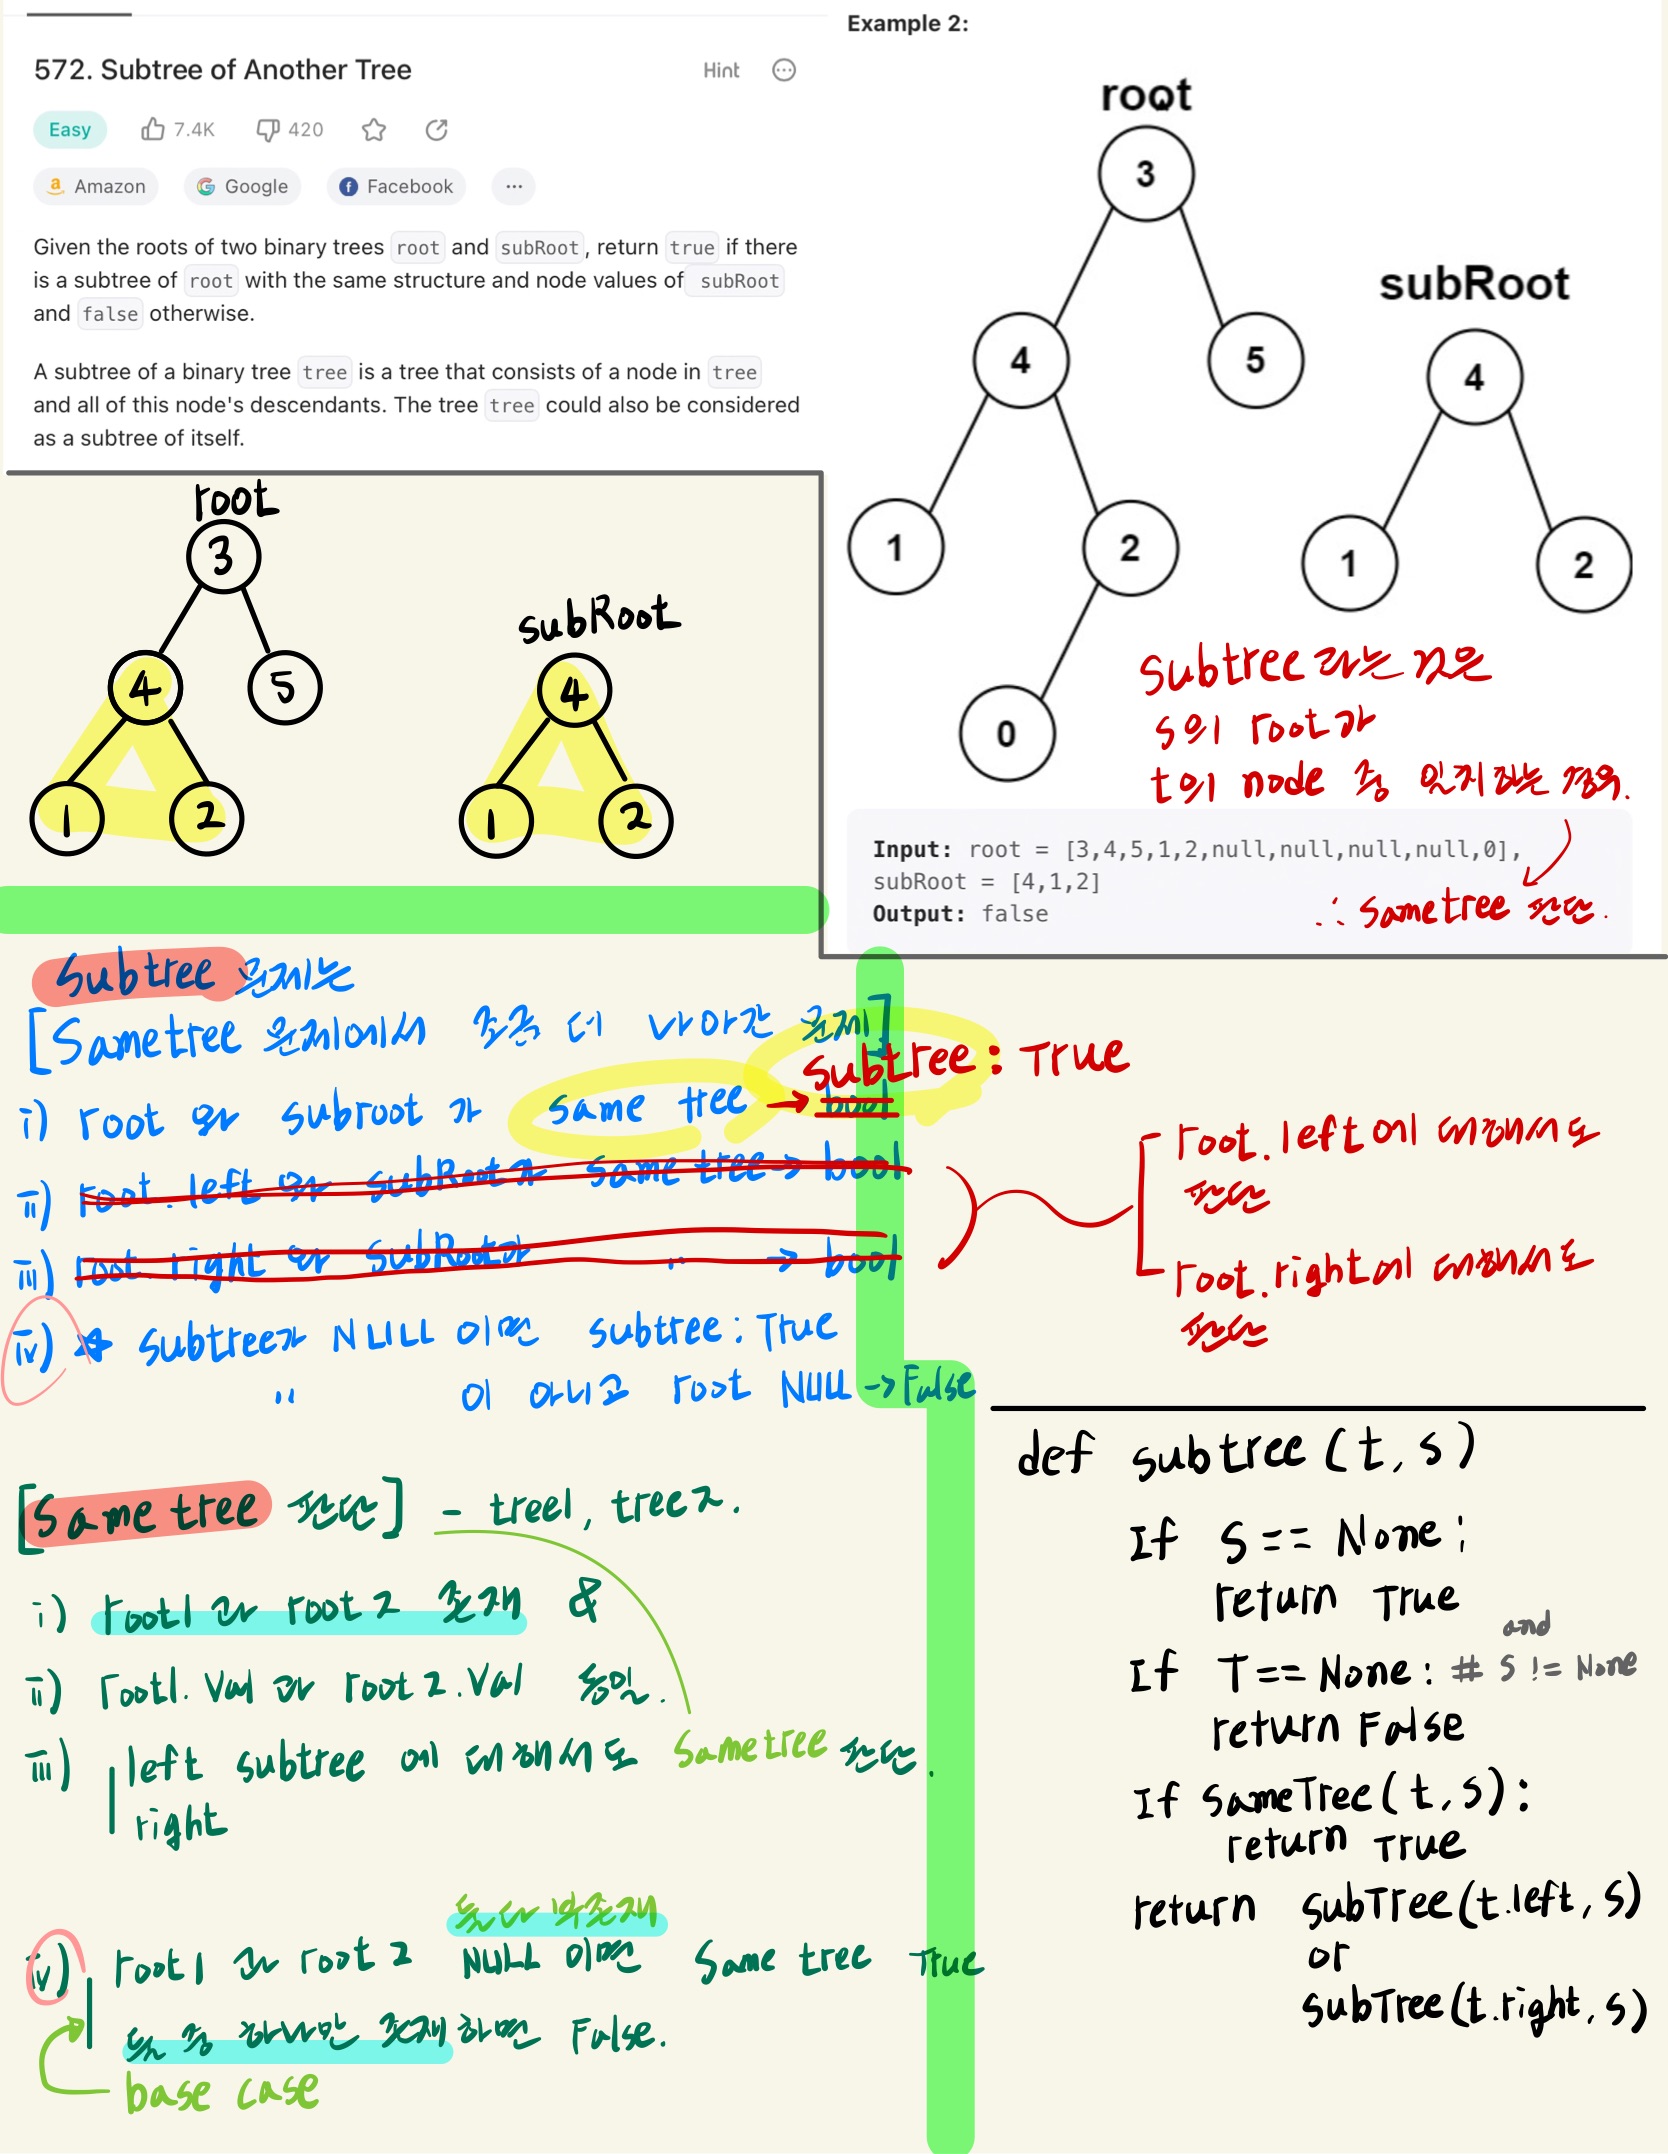 572. Subtree of Another Tree
Hint
Easy
7.4K
420
Amazon
Google
Facebook
Given the roots of two binary trees root and subRoot, return true if there
is a subtree of root with the same structure and node values of subRoot
and false otherwise.
A subtree of a binary tree tree is a tree that consists of a node in tree
and all of this node's descendants. The tree tree could also be considered
as a subtree of itself.
Example 2:
root
3
4
5
1
2
0
subRoot
4
1
2
Subtree 라는 것은
s의 root과
t의 node 중 일치하는 경우.
Input: root = [3,4,5,1,2,null,null,null,null,0],
subRoot = [4,1,2]
Output: false
∴ Sametree 판단.
root
3
4
5
1
2
subRoot
4
1
2
Subtree 문제는
[Sametree 문제에서 조금 더 나아간 문제]
subtree: True
i) root 와 subroot 가 same tree → bool
ii) root.left 와 subRoot가 same tree → bool
iii) root.right 와 subRoot가 〃 → bool
root.left에 대해서도
판단
root.right에 대해서도
판단
iv) * subtree가 NULL 이면 subtree: True
〃 이 아니고 root NULL → False
[Same tree 판단] - tree1, tree2.
i) root1 과 root2 존재 &
ii) root1.val 과 root2.val 동일.
iii) left subtree 에 대해서도 Sametree 판단.
right
둘 다 부존재
iv) root1 과 root2 NULL 이면 Same tree True
둘 중 하나만 존재하면 False.
base case
def subtree(t, s)
If S == None:
return True
and
If T == None: # S != None
return False
If SameTree(t, s):
return True
return subTree(t.left, s)
or
subTree(t.right, s)